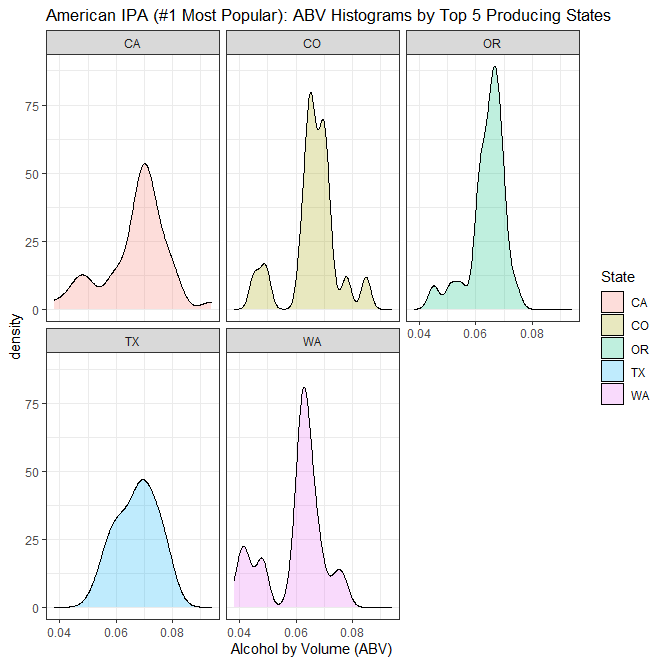 American IPA (#1 Most Popular): ABV Histograms by Top 5 Producing States
CA
CO
OR
75
50
25
0
0.04 0.06 0.08
TX
WA
75
50
25
0
0.04 0.06 0.08
0.04 0.06 0.08
density
Alcohol by Volume (ABV)
State
CA
CO
OR
TX
WA